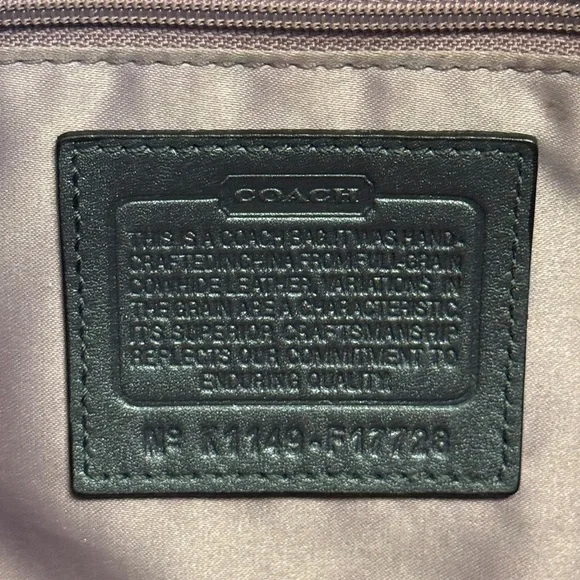 COACH
THIS IS A COACH BAG. IT WAS HAND-
CRAFTED IN CHINA FROM FULL-GRAIN
COWHIDE LEATHER. VARIATIONS IN
THE GRAIN ARE A CHARACTERISTIC.
ITS SUPERIOR CRAFTSMANSHIP
REFLECTS OUR COMMITMENT TO
ENDURING QUALITY.
Nº K1149-F17728